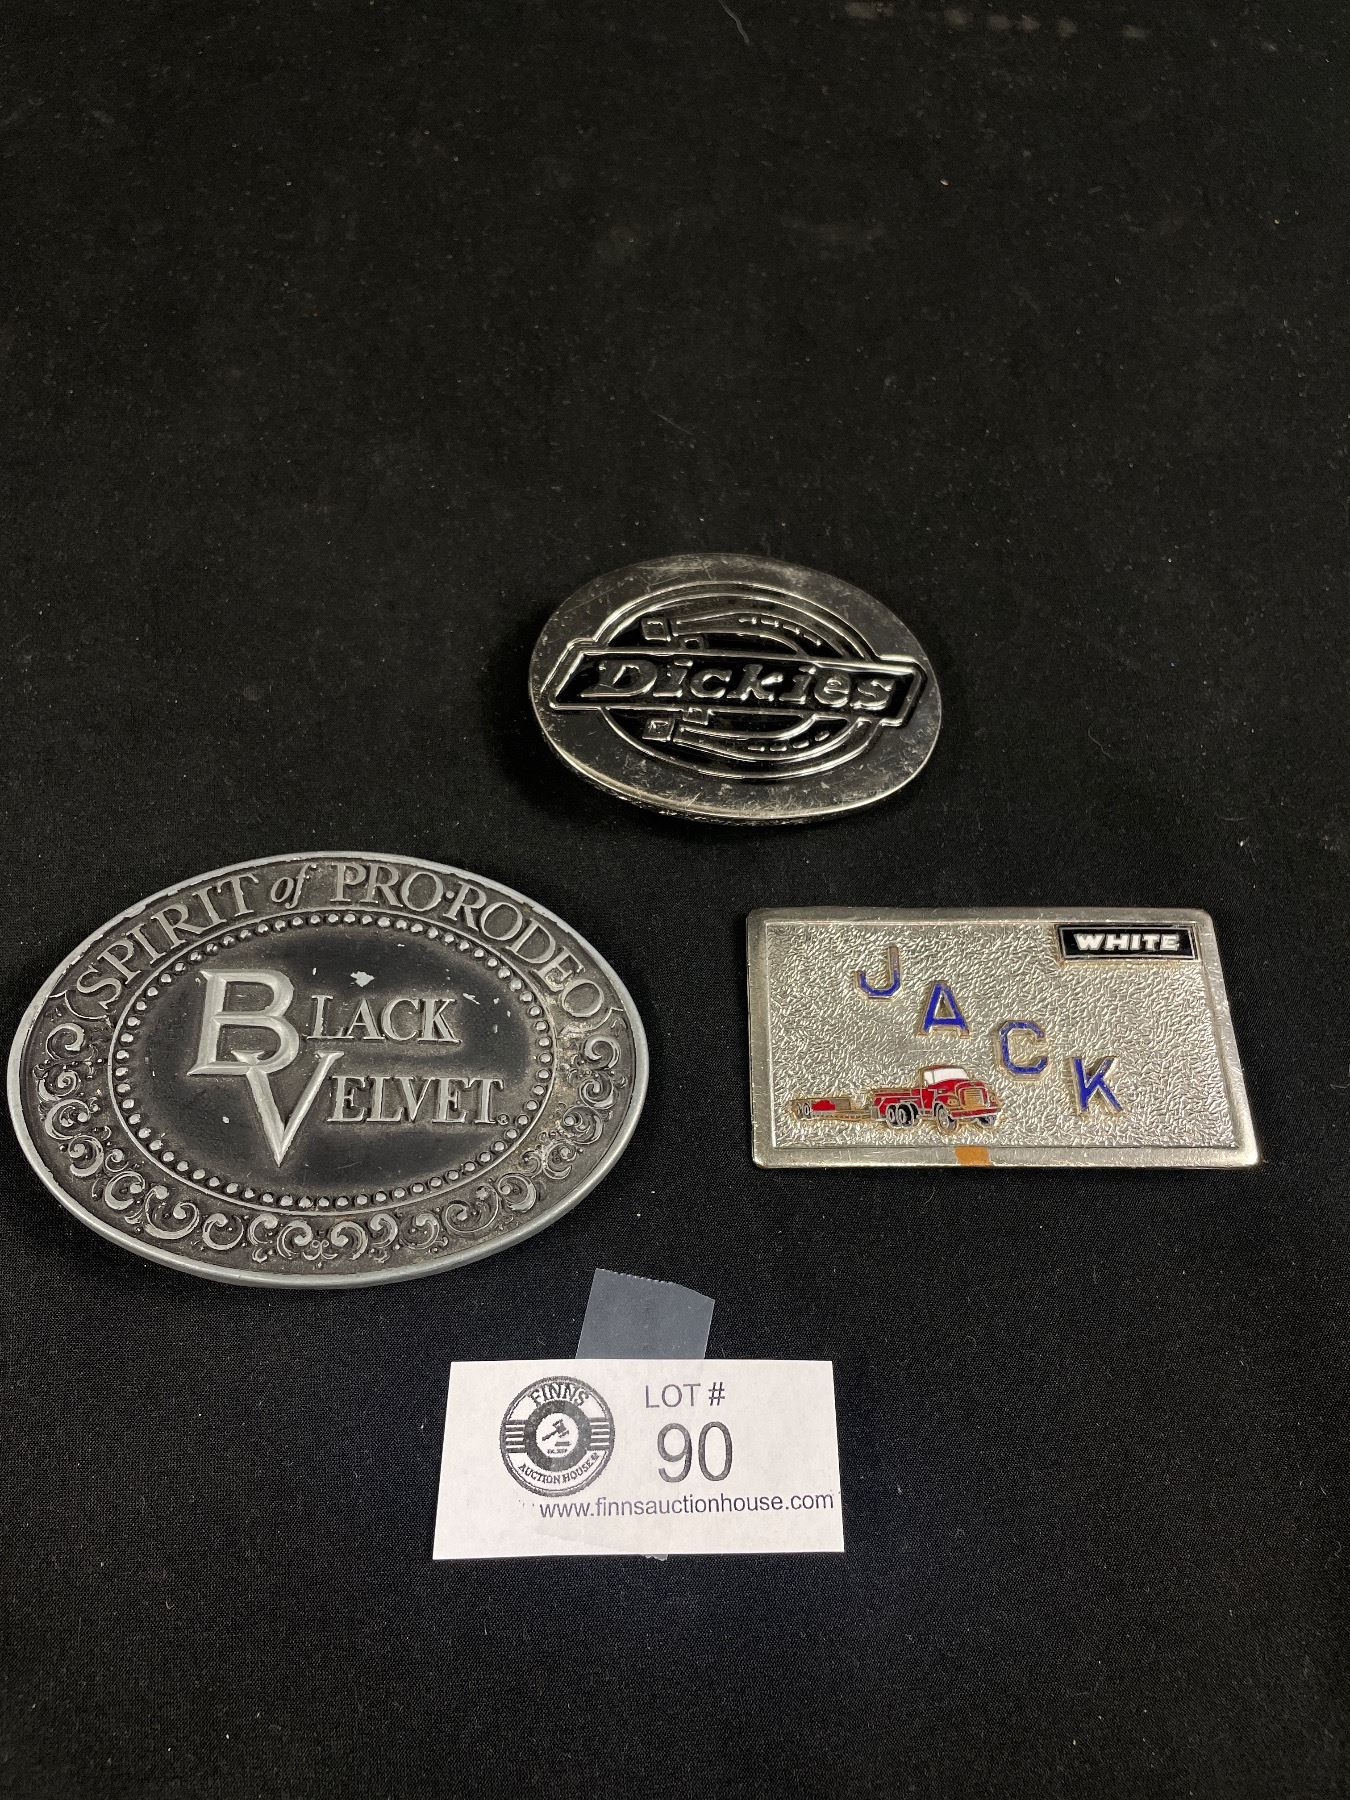 Dickies
SPIRIT of PRO·RODEO
BLACK
VELVET®
WHITE
JACK
FINNS
AUCTION HOUSE
LOT #
90
www.finnsauctionhouse.com